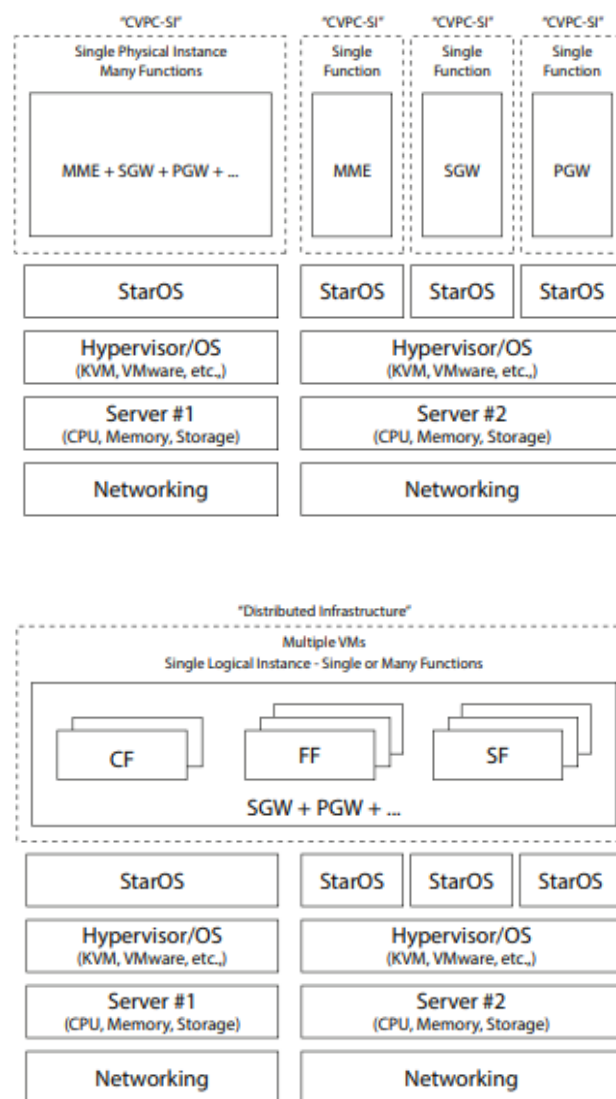 "CVPC-SI" "CVPC-SI" "CVPC-SI" "CVPC-SI"
Single Physical Instance
Many Functions
Single
Function
Single
Function
Single
Function
MME + SGW + PGW + ...
MME
SGW
PGW
StarOS
StarOS
StarOS
StarOS
Hypervisor/OS
(KVM, VMware, etc.,)
Hypervisor/OS
(KVM, VMware, etc.,)
Server #1
(CPU, Memory, Storage)
Server #2
(CPU, Memory, Storage)
Networking
Networking
"Distributed Infrastructure"
Multiple VMs
Single Logical Instance - Single or Many Functions
CF
FF
SF
SGW + PGW + ...
StarOS
StarOS
StarOS
StarOS
Hypervisor/OS
(KVM, VMware, etc.,)
Hypervisor/OS
(KVM, VMware, etc.,)
Server #1
(CPU, Memory, Storage)
Server #2
(CPU, Memory, Storage)
Networking
Networking